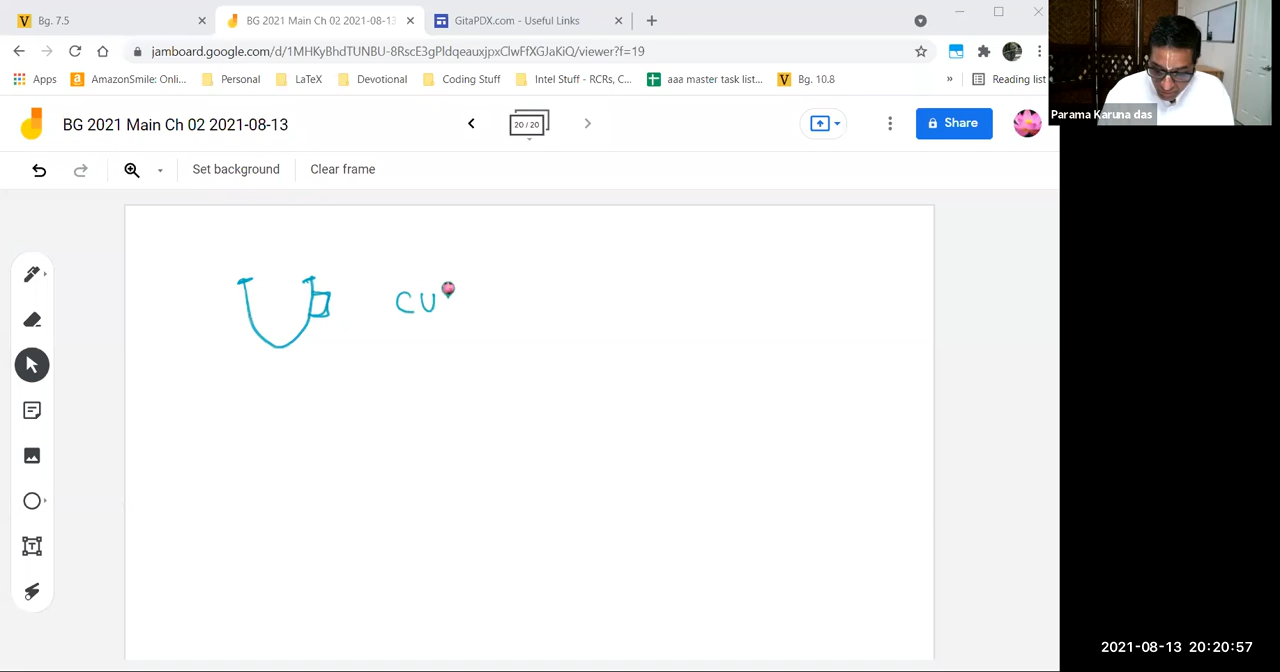 Bg. 7.5
BG 2021 Main Ch 02 2021-08-13
GitaPDX.com - Useful Links
jamboard.google.com/d/1MHKyBhdTUNBU-8RscE3gPldqeauxjpxClwFfXGJaKiQ/viewer?f=19
Apps
AmazonSmile: Onli...
Personal
LaTeX
Devotional
Coding Stuff
Intel Stuff - RCRs, C...
aaa master task list...
Bg. 10.8
»
Reading list
Parama Karuna das
BG 2021 Main Ch 02 2021-08-13
20 / 20
Share
Set background
Clear frame
CU
2021-08-13 20:20:57